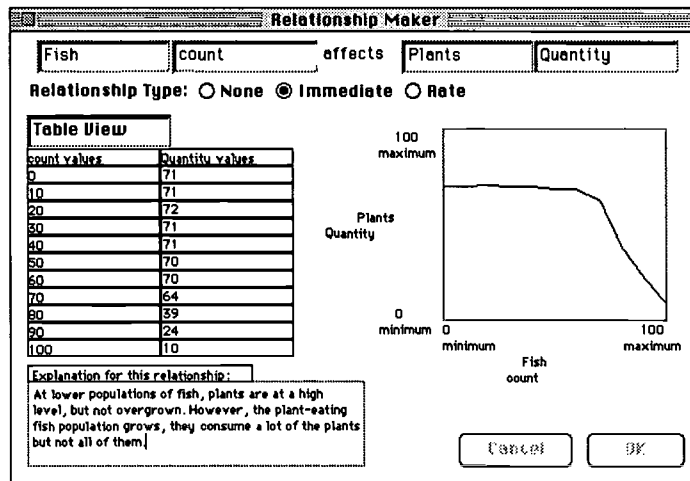 Relationship Maker
Fish count affects Plants Quantity
Relationship Type: None Immediate Rate
Table View
count values Quantity values
0 71
10 71
20 72
30 71
40 71
50 70
60 70
70 64
80 39
90 24
100 10
100
maximum
Plants
Quantity
0
minimum
0 100
minimum maximum
Fish
count
Explanation for this relationship:
At lower populations of fish, plants are at a high
level, but not overgrown. However, the plant-eating
fish population grows, they consume a lot of the plants
but not all of them.
Cancel OK